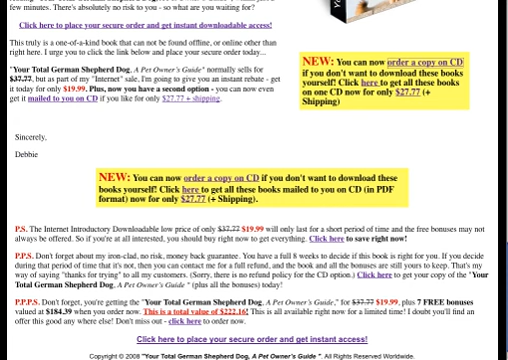 few minutes. There's absolutely no risk to you - so what are you waiting for?
Click here to place your secure order and get instant downloadable access!
This truly is a one-of-a-kind book that can not be found offline, or online other than
right here. I urge you to click the link below and place your secure order today...
"Your Total German Shepherd Dog, A Pet Owner's Guide" normally sells for
$37.77, but as part of my "Internet" sale, I'm going to give you an instant rebate - get
it today for only $19.99. Plus, now you have a second option - you can now even
get it mailed to you on CD if you like for only $27.77 + shipping.
NEW: You can now order a copy on CD
if you don't want to download these books
yourself! Click here to get all these books
on one CD now for only $27.77 (+
Shipping)
Sincerely,
Debbie
NEW: You can now order a copy on CD if you don't want to download these
books yourself! Click here to get all these books mailed to you on CD (in PDF
format) now for only $27.77 (+ Shipping).
P.S. The Internet Introductory Downloadable low price of only $37.77 $19.99 will only last for a short period of time and the free bonuses may not
always be offered. So if you're at all interested, you should buy right now to get everything. Click here to save right now!
P.P.S. Don't forget about my iron-clad, no risk, money back guarantee. You have a full 8 weeks to decide if this book is right for you. If you decide
during that period of time that it's not, then you can contact me for a full refund, and the book and all the bonuses are still yours to keep. That's my
way of saying "thanks for trying" to all my customers. (Sorry, there is no refund policy for the CD option.) Click here to get your copy of the "Your
Total German Shepherd Dog, A Pet Owner's Guide " (plus all the bonuses) today!
P.P.P.S. Don't forget, you're getting the "Your Total German Shepherd Dog, A Pet Owner's Guide," for $37.77 $19.99, plus 7 FREE bonuses
valued at $184.39 when you order now. This is a total value of $222.16! This is all available right now for a limited time! I doubt you'll find an
offer this good any where else! Don't miss out - click here to order now.
Click here to place your secure order and get instant access!
Copyright © 2008 "Your Total German Shepherd Dog, A Pet Owner's Guide ". All Rights Reserved Worldwide.